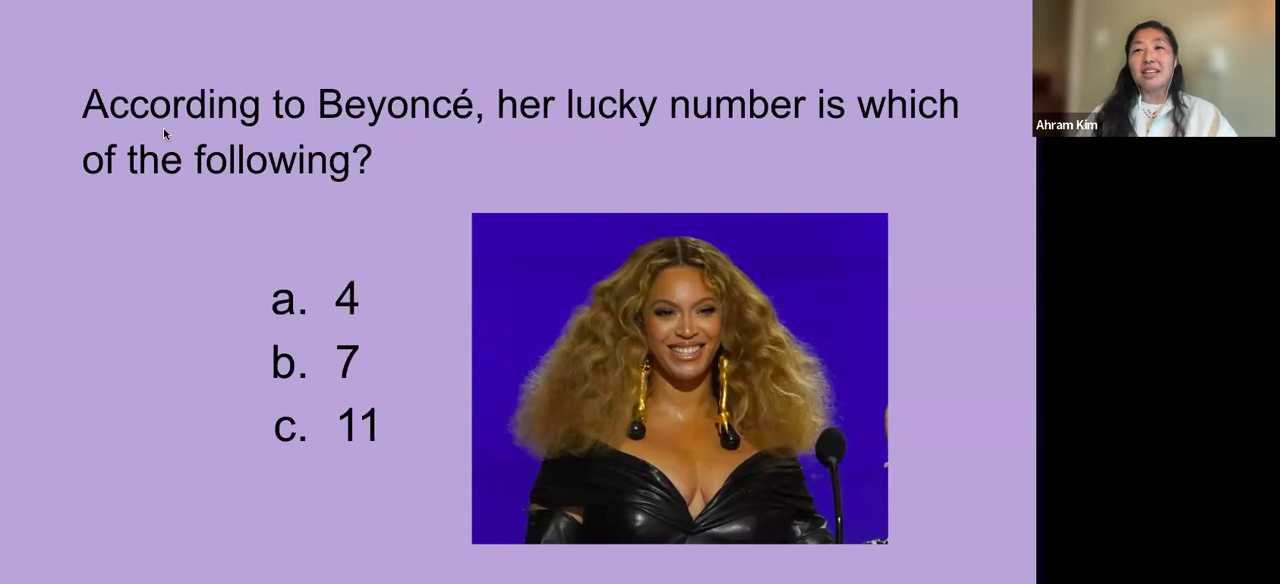 According to Beyoncé, her lucky number is which
of the following?
a. 4
b. 7
c. 11
Ahram Kim